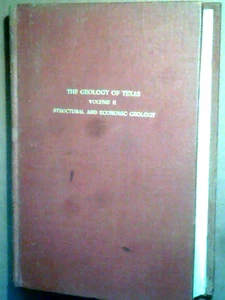 THE GEOLOGY OF TEXAS
VOLUME II
STRUCTURAL AND ECONOMIC GEOLOGY